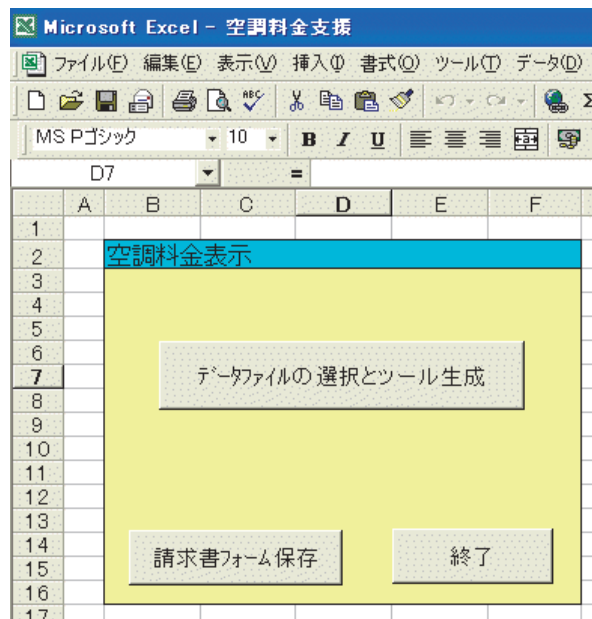 Microsoft Excel - 空調料金支援
ファイル(F) 編集(E) 表示(V) 挿入(I) 書式(O) ツール(T) データ(D)
ABC
MS Pゴシック 10 B I U
D7 =
A B C D E F
1
2 空調料金表示
3
4
5
6
7 ﾃﾞｰﾀﾌｧｲﾙの選択とツール生成
8
9
10
11
12
13
14
請求書ﾌｫｰﾑ保存 終了
15
16
17